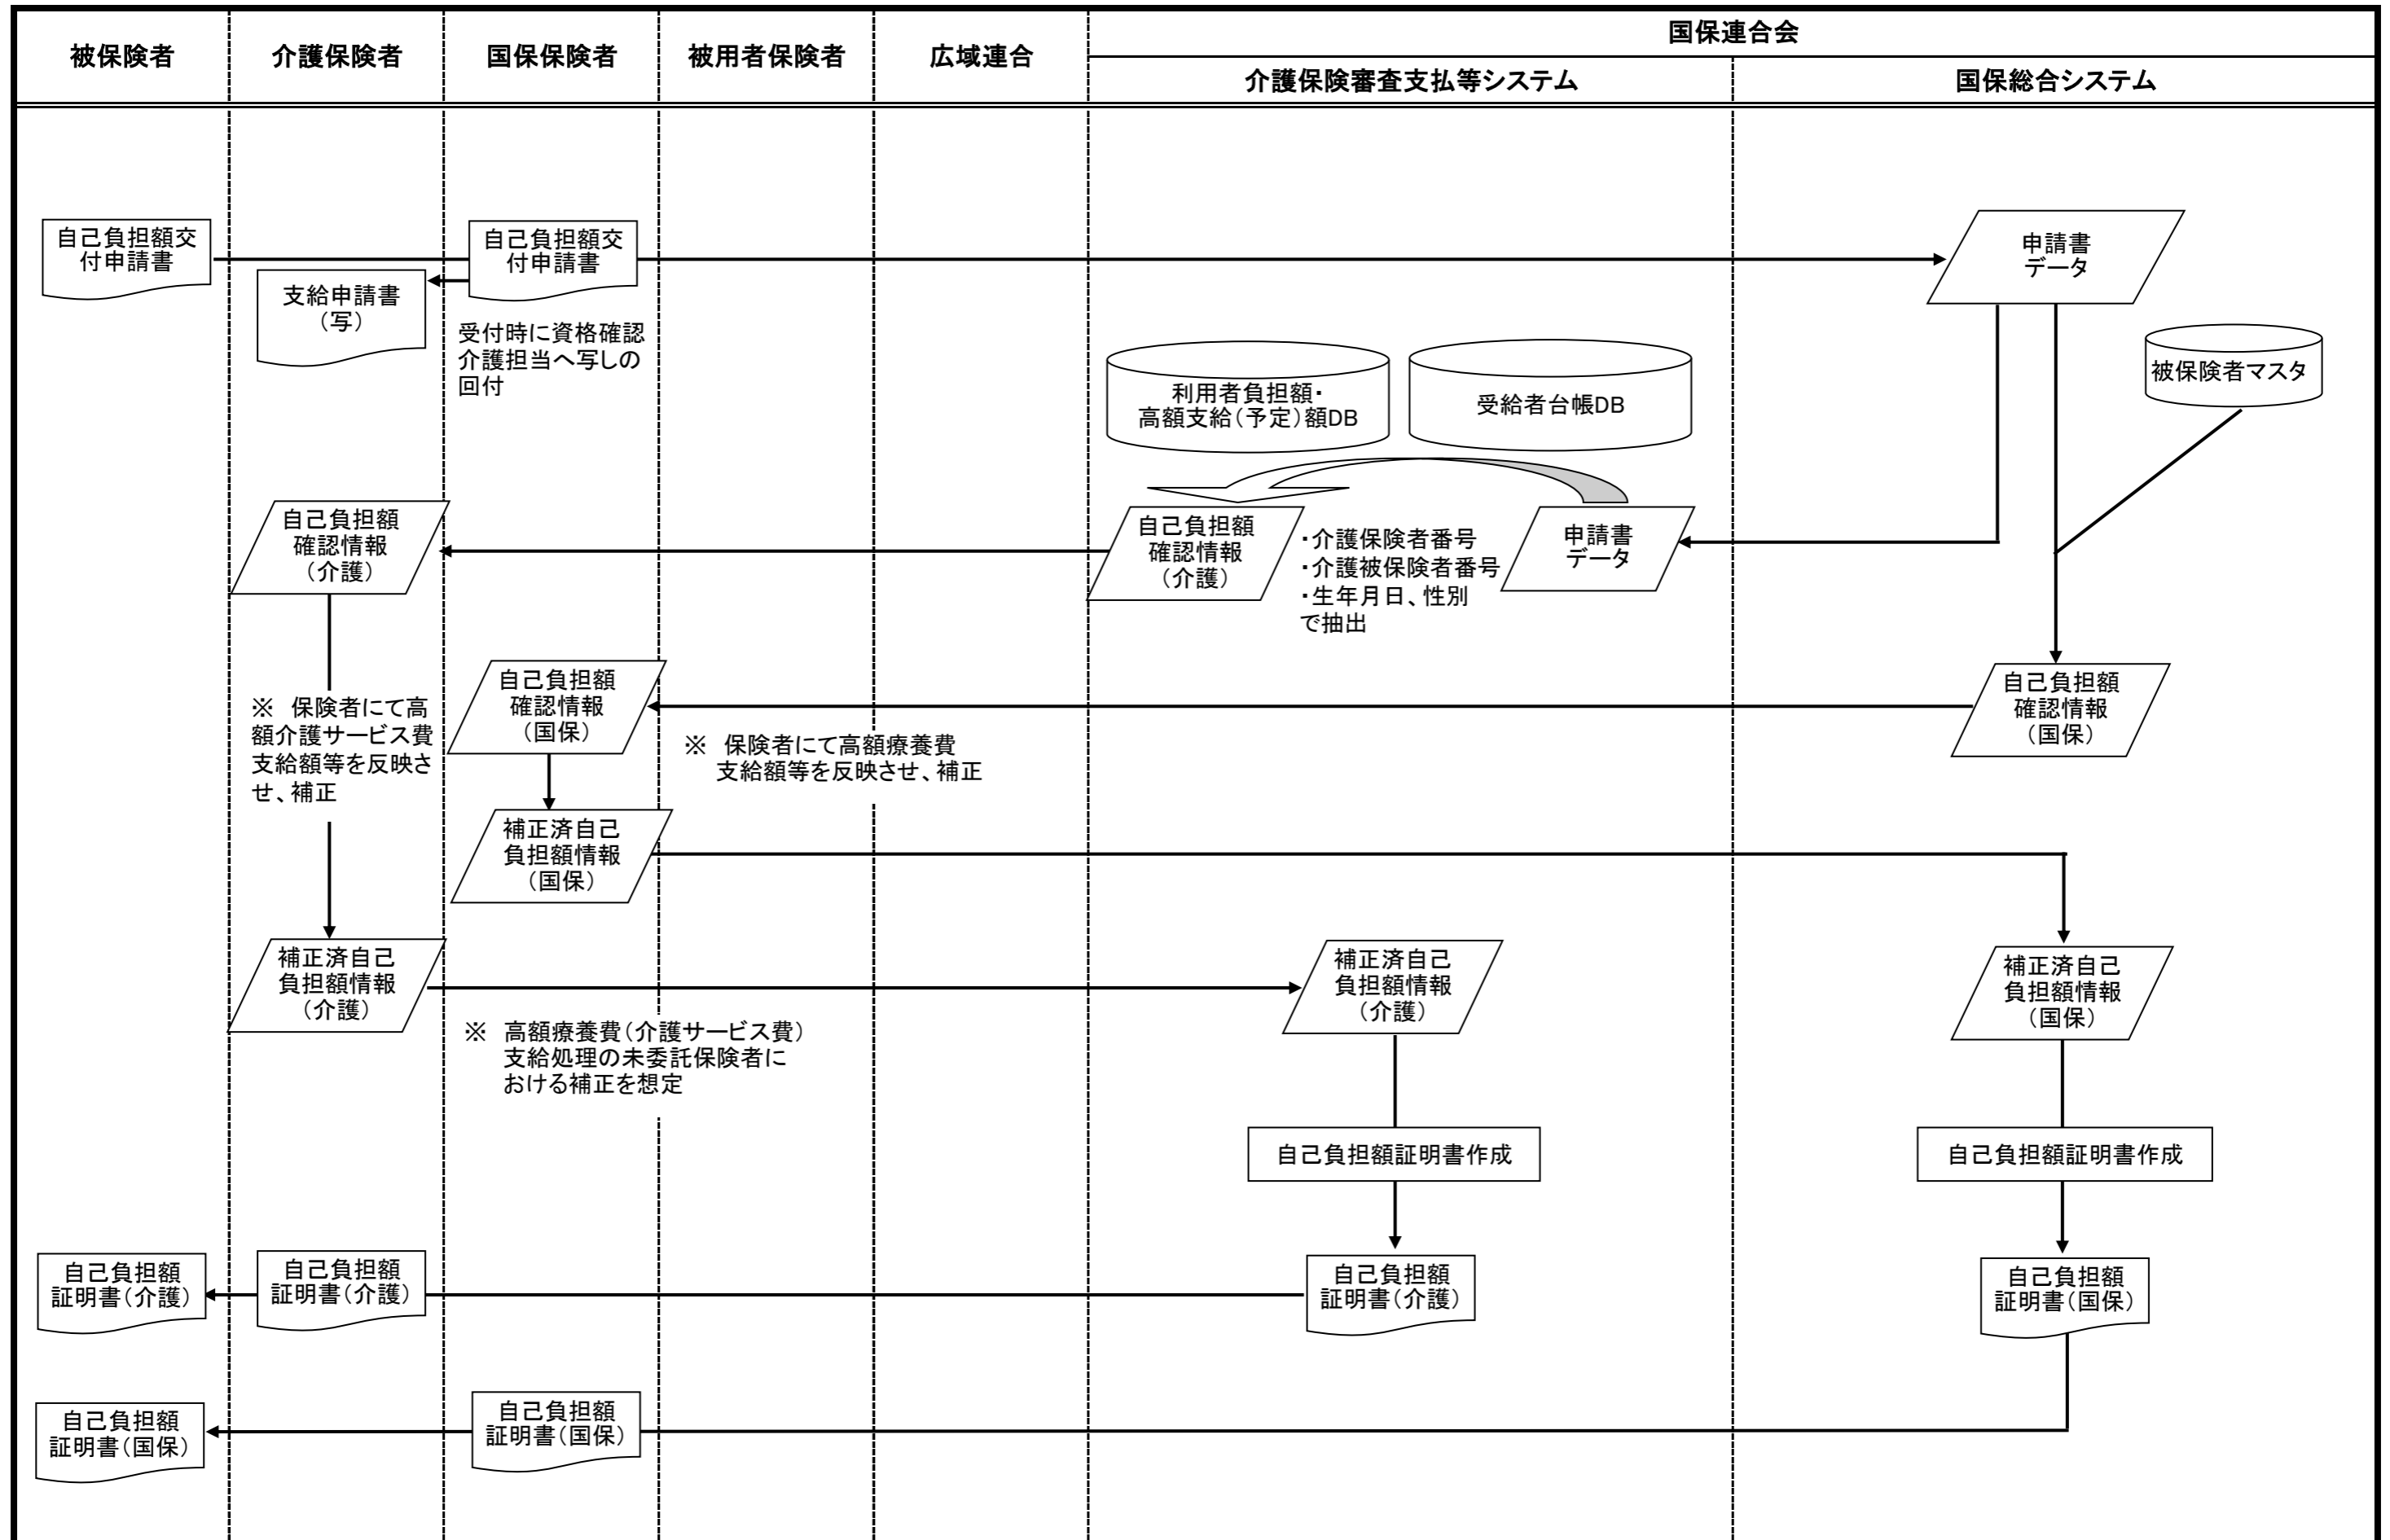 被保険者
介護保険者
国保保険者
被用者保険者
広域連合
国保連合会
介護保険審査支払等システム
国保総合システム
自己負担額交
付申請書
支給申請書
（写）
自己負担額交
付申請書
受付時に資格確認
介護担当へ写しの
回付
申請書
データ
被保険者マスタ
利用者負担額・
高額支給（予定）額DB
受給者台帳DB
自己負担額
確認情報
（介護）
自己負担額
確認情報
（介護）
・介護保険者番号
・介護被保険者番号
・生年月日、性別
で抽出
申請書
データ
※　保険者にて高
額介護サービス費
支給額等を反映さ
せ、補正
自己負担額
確認情報
（国保）
※　保険者にて高額療養費
支給額等を反映させ、補正
自己負担額
確認情報
（国保）
補正済自己
負担額情報
（国保）
補正済自己
負担額情報
（介護）
※　高額療養費（介護サービス費）
支給処理の未委託保険者に
おける補正を想定
補正済自己
負担額情報
（介護）
補正済自己
負担額情報
（国保）
自己負担額証明書作成
自己負担額証明書作成
自己負担額
証明書（介護）
自己負担額
証明書（介護）
自己負担額
証明書（介護）
自己負担額
証明書（国保）
自己負担額
証明書（国保）
自己負担額
証明書（国保）